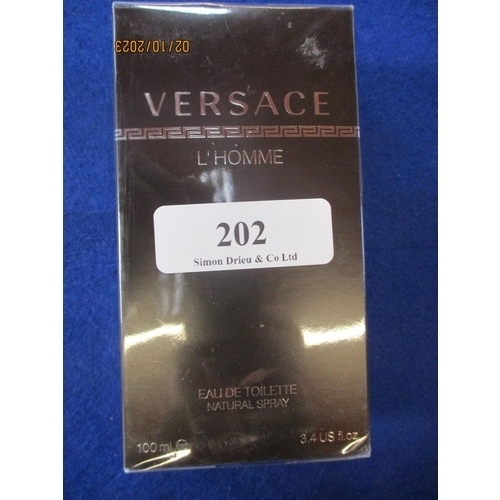 02/10/2023
VERSACE
L'HOMME
202
Simon Drieu & Co Ltd
EAU DE TOILETTE
NATURAL SPRAY
100 ml ℮
3.4 US fl.oz